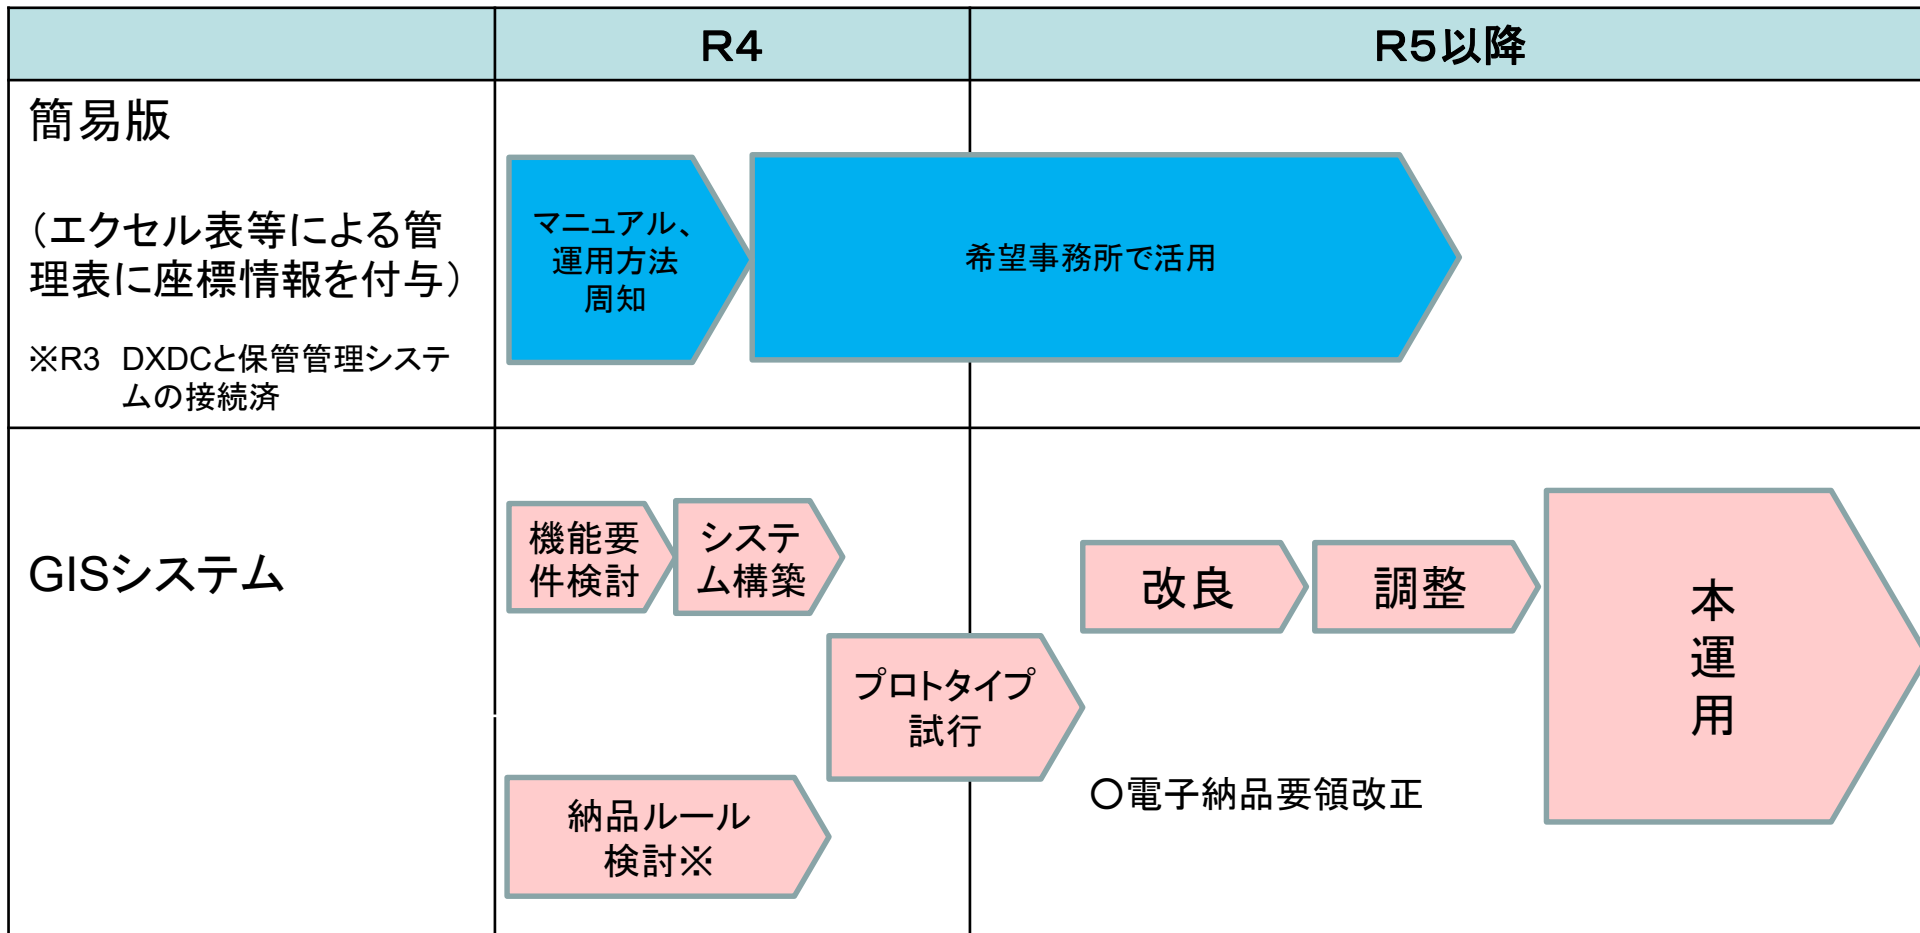 R4
R5以降
簡易版
（エクセル表等による管
理表に座標情報を付与）
※R3　DXDCと保管管理システ
ムの接続済
マニュアル、
運用方法
周知
希望事務所で活用
GISシステム
機能要
件検討
システ
ム構築
プロトタイプ
試行
納品ルール
検討※
改良
調整
○電子納品要領改正
本
運
用